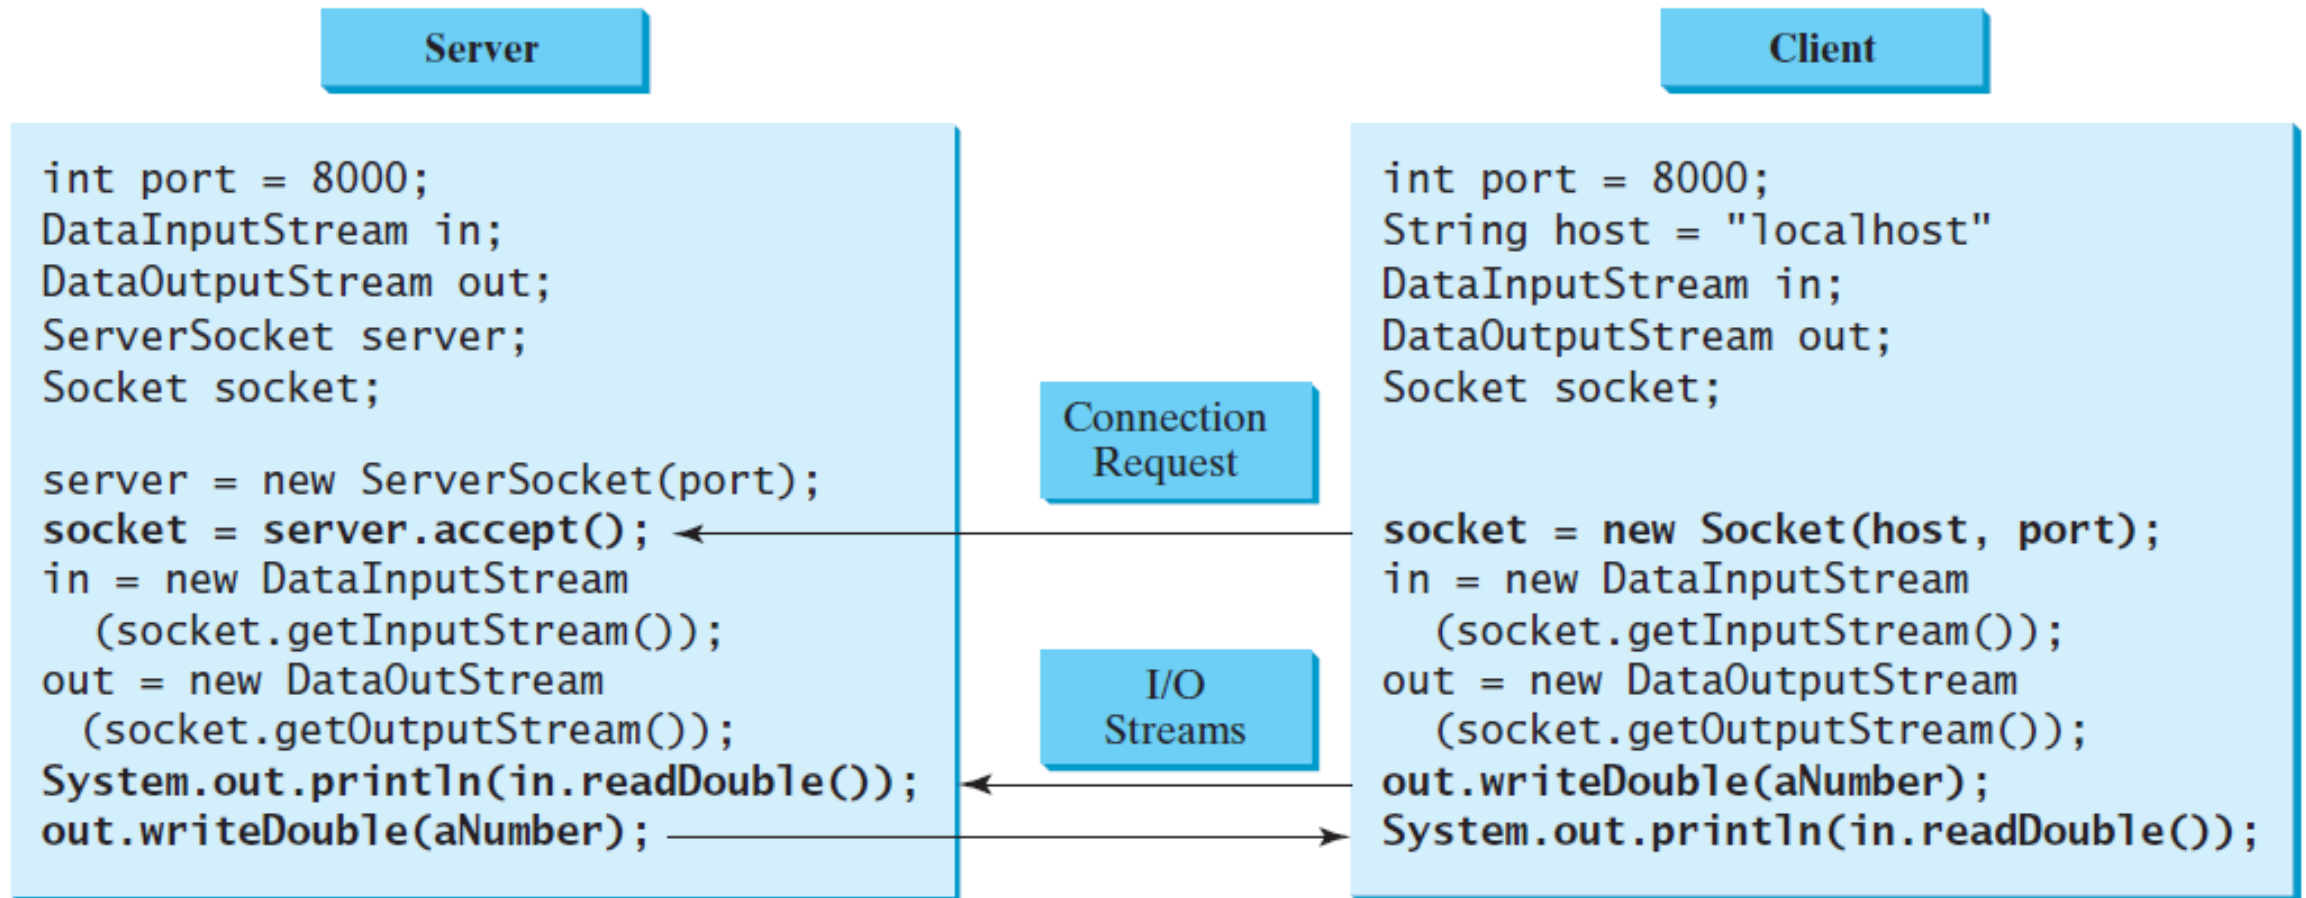 Server
int port = 8000;
DataInputStream in;
DataOutputStream out;
ServerSocket server;
Socket socket;
server = new ServerSocket(port);
socket = server.accept();
in = new DataInputStream
(socket.getInputStream());
out = new DataOutStream
(socket.getOutputStream());
System.out.println(in.readDouble());
out.writeDouble(aNumber);
Connection
Request
I/O
Streams
Client
int port = 8000;
String host = "localhost"
DataInputStream in;
DataOutputStream out;
Socket socket;
socket = new Socket(host, port);
in = new DataInputStream
(socket.getInputStream());
out = new DataOutputStream
(socket.getOutputStream());
out.writeDouble(aNumber);
System.out.println(in.readDouble());